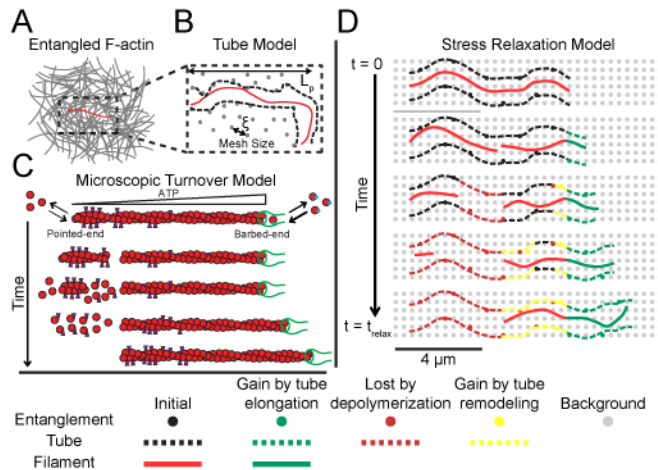 A
Entangled F-actin
B
Tube Model
Lp
ξ
Mesh Size
C
Microscopic Turnover Model
ATP
Pointed-end
Barbed-end
Time
D
Stress Relaxation Model
t = 0
Time
t = trelax
4 μm
Initial
Gain by tube elongation
Lost by depolymerization
Gain by tube remodeling
Background
Entanglement
Tube
Filament